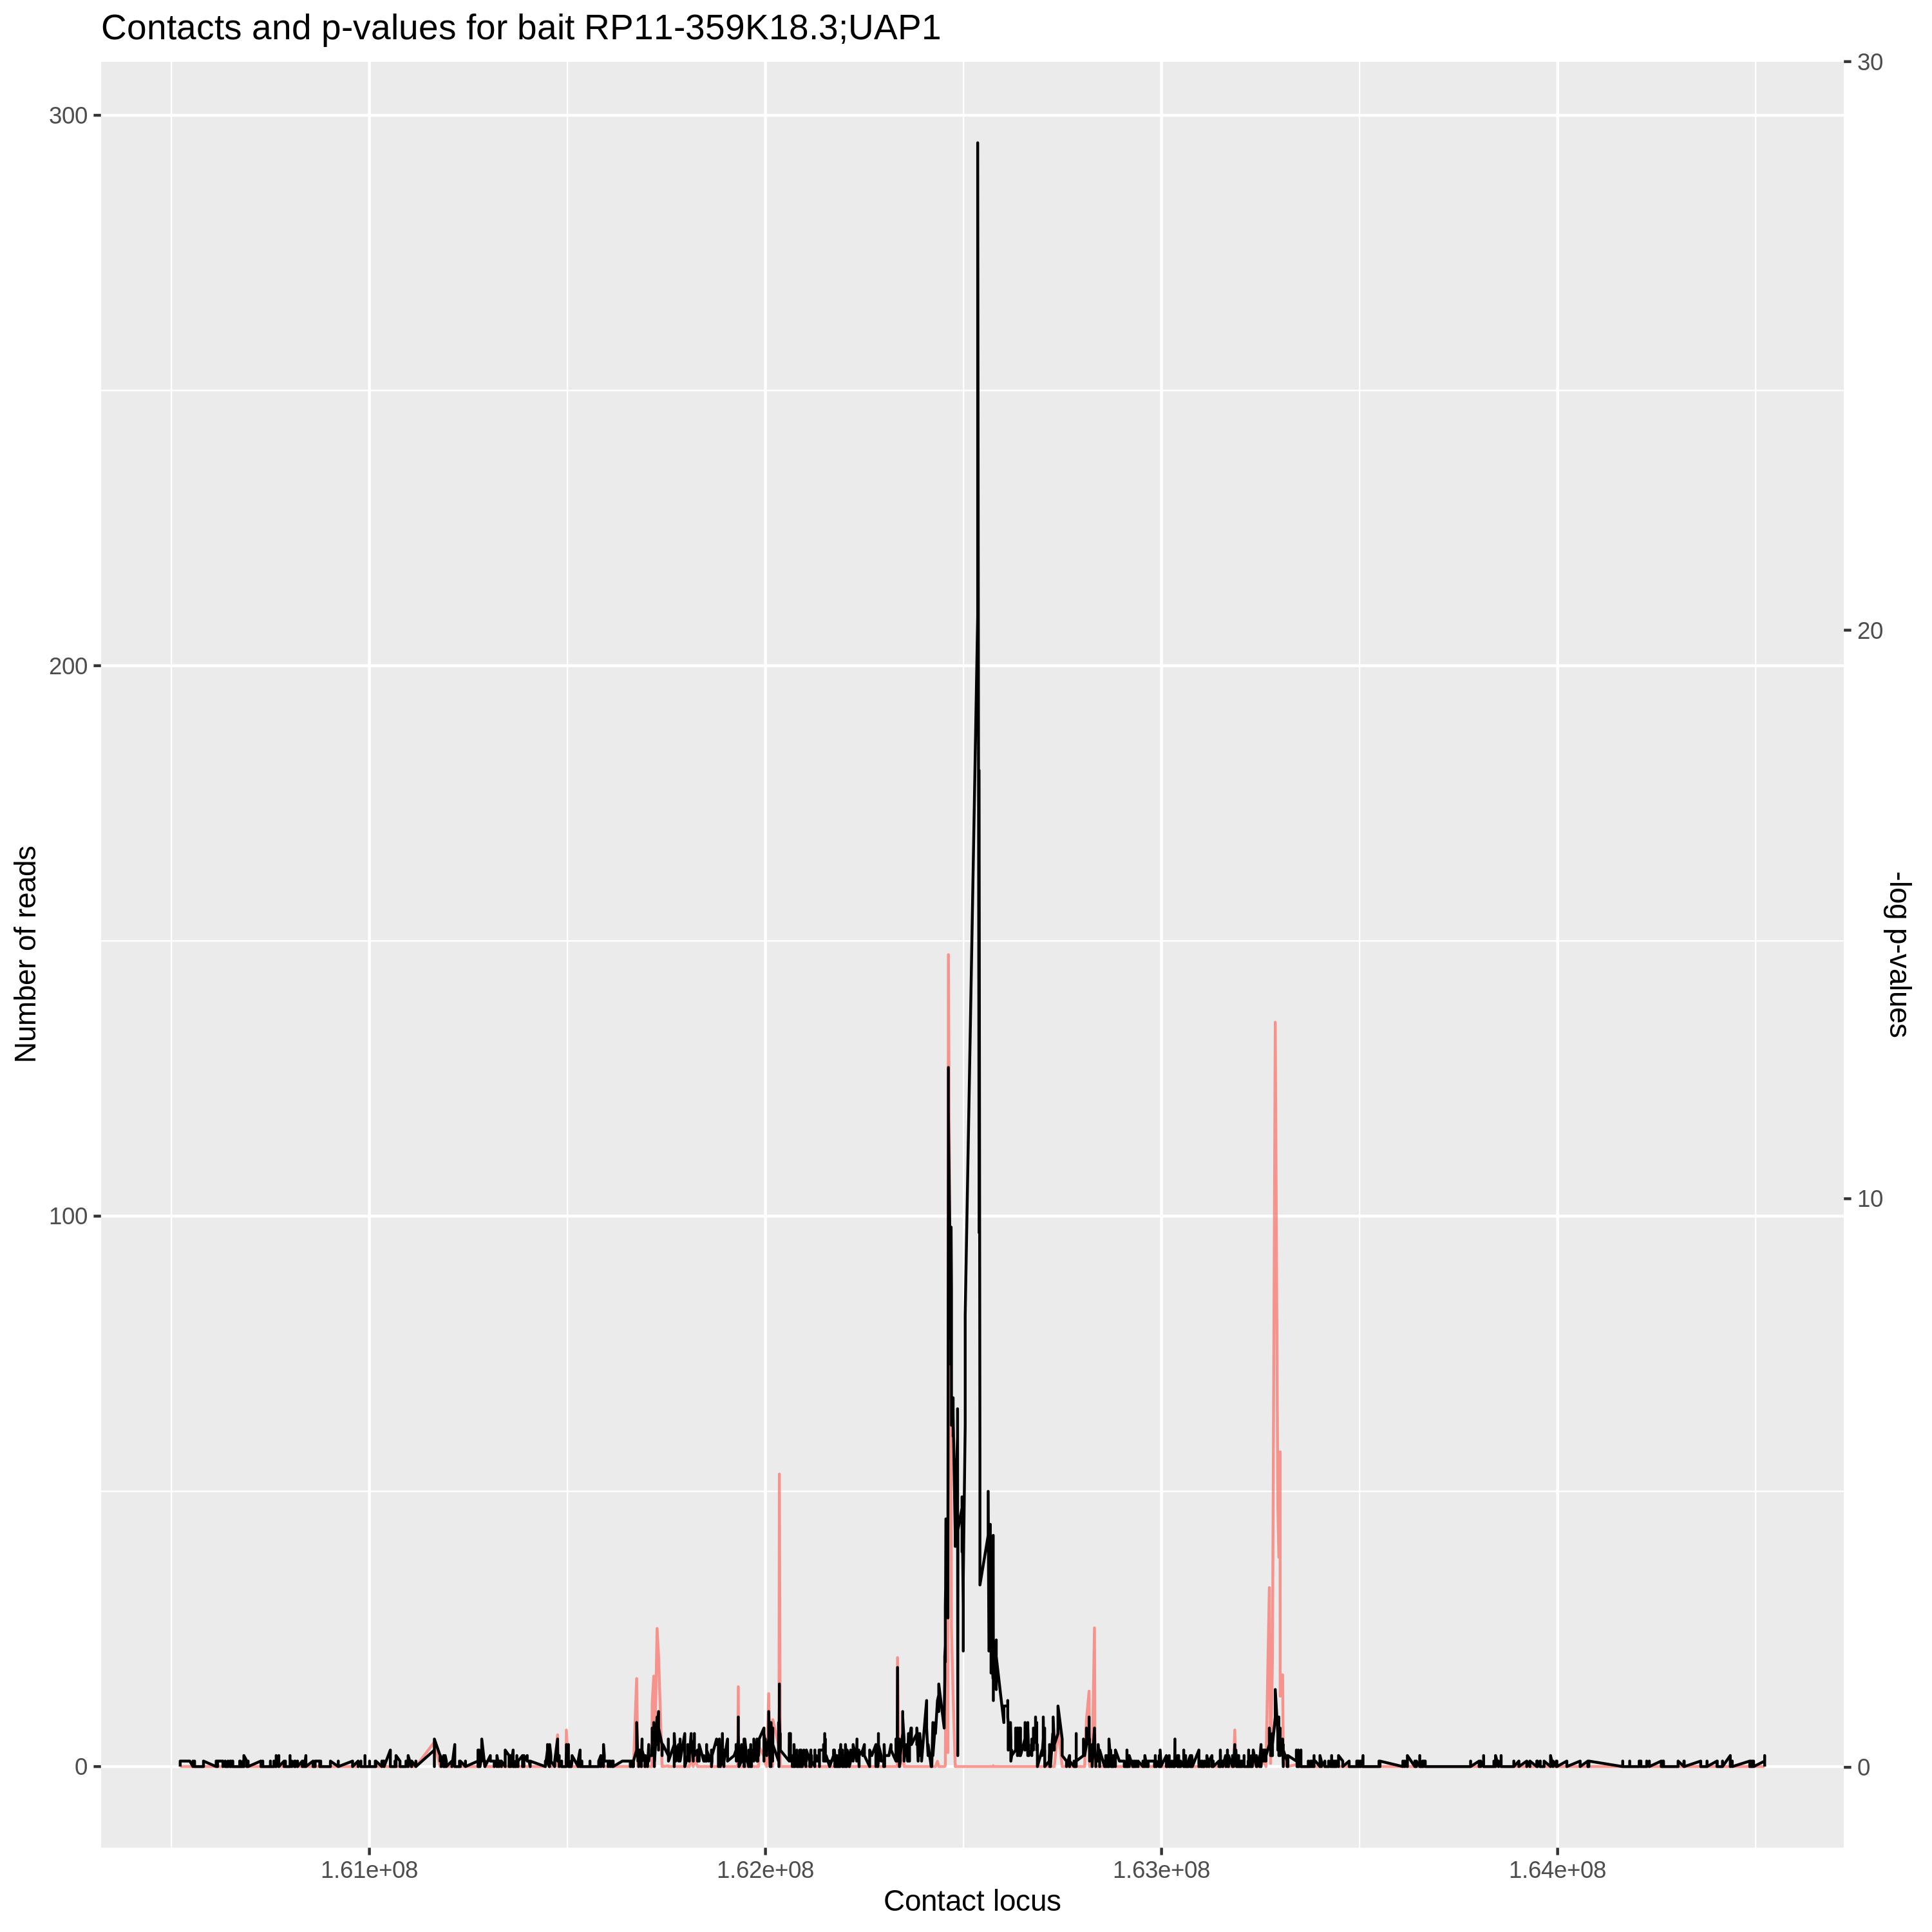 Contacts and p-values for bait RP11-359K18.3;UAP1
300
200
100
0
Number of reads
30
20
10
0
-log p-values
1.61e+08 1.62e+08 1.63e+08 1.64e+08
Contact locus